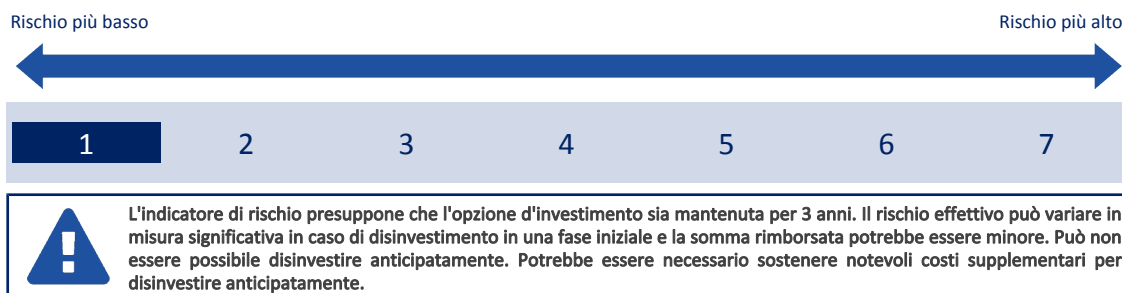 Rischio più basso
Rischio più alto
1 2 3 4 5 6 7
L'indicatore di rischio presuppone che l'opzione d'investimento sia mantenuta per 3 anni. Il rischio effettivo può variare in
misura significativa in caso di disinvestimento in una fase iniziale e la somma rimborsata potrebbe essere minore. Può non
essere possibile disinvestire anticipatamente. Potrebbe essere necessario sostenere notevoli costi supplementari per
disinvestire anticipatamente.